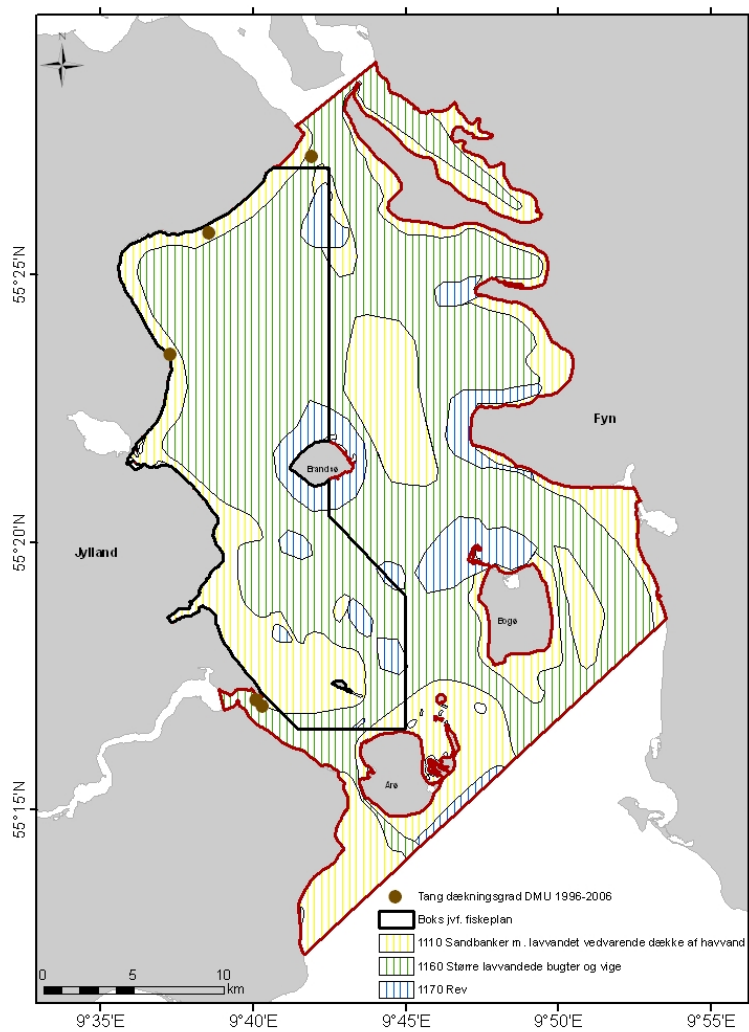 N
55°25'N
55°20'N
55°15'N
Jylland
Fyn
Brandsø
Bogø
Årø
Tang dækningsgrad DMU 1996-2006
Boks jvf. fiskeplan
1110 Sandbanker m. lavvandet vedvarende dække af havvand
1160 Større lavvandede bugter og vige
1170 Rev
0 5 10
km
9°35'E 9°40'E 9°45'E 9°50'E 9°55'E